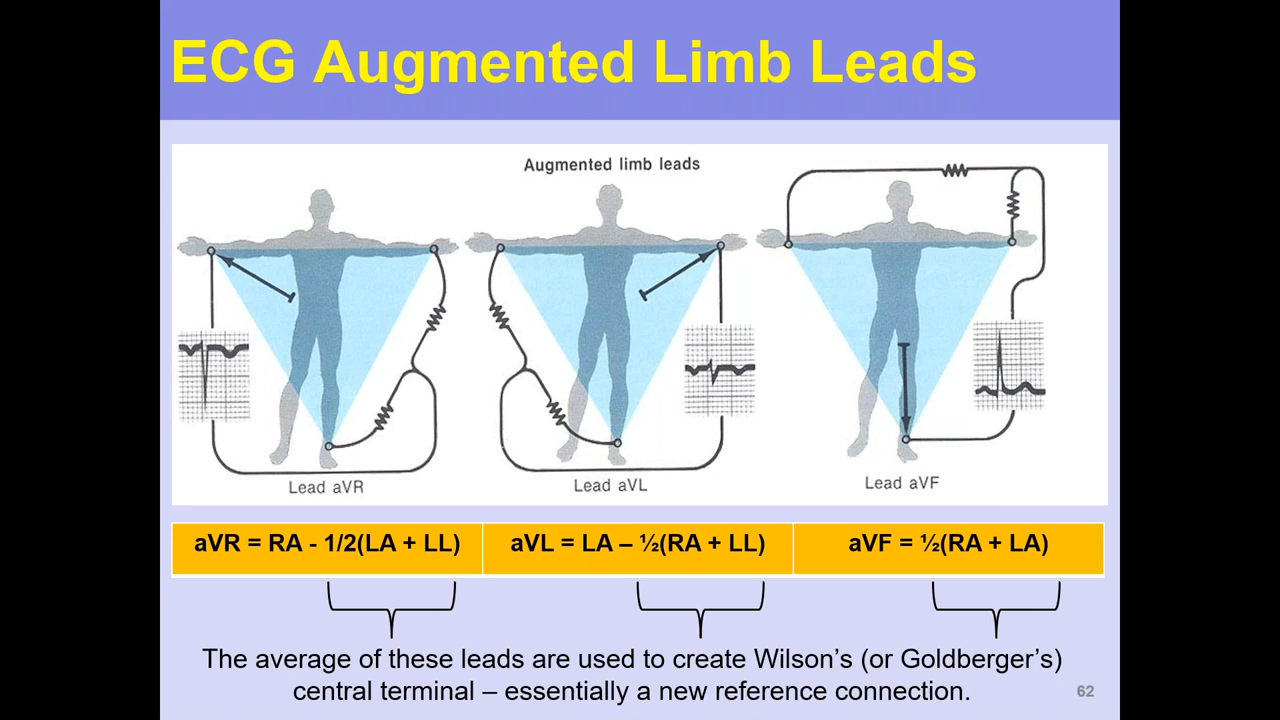 ECG Augmented Limb Leads
Augmented limb leads
Lead aVR
Lead aVL
Lead aVF
aVR = RA - 1/2(LA + LL)
aVL = LA – ½(RA + LL)
aVF = ½(RA + LA)
The average of these leads are used to create Wilson’s (or Goldberger’s)
central terminal – essentially a new reference connection.
62